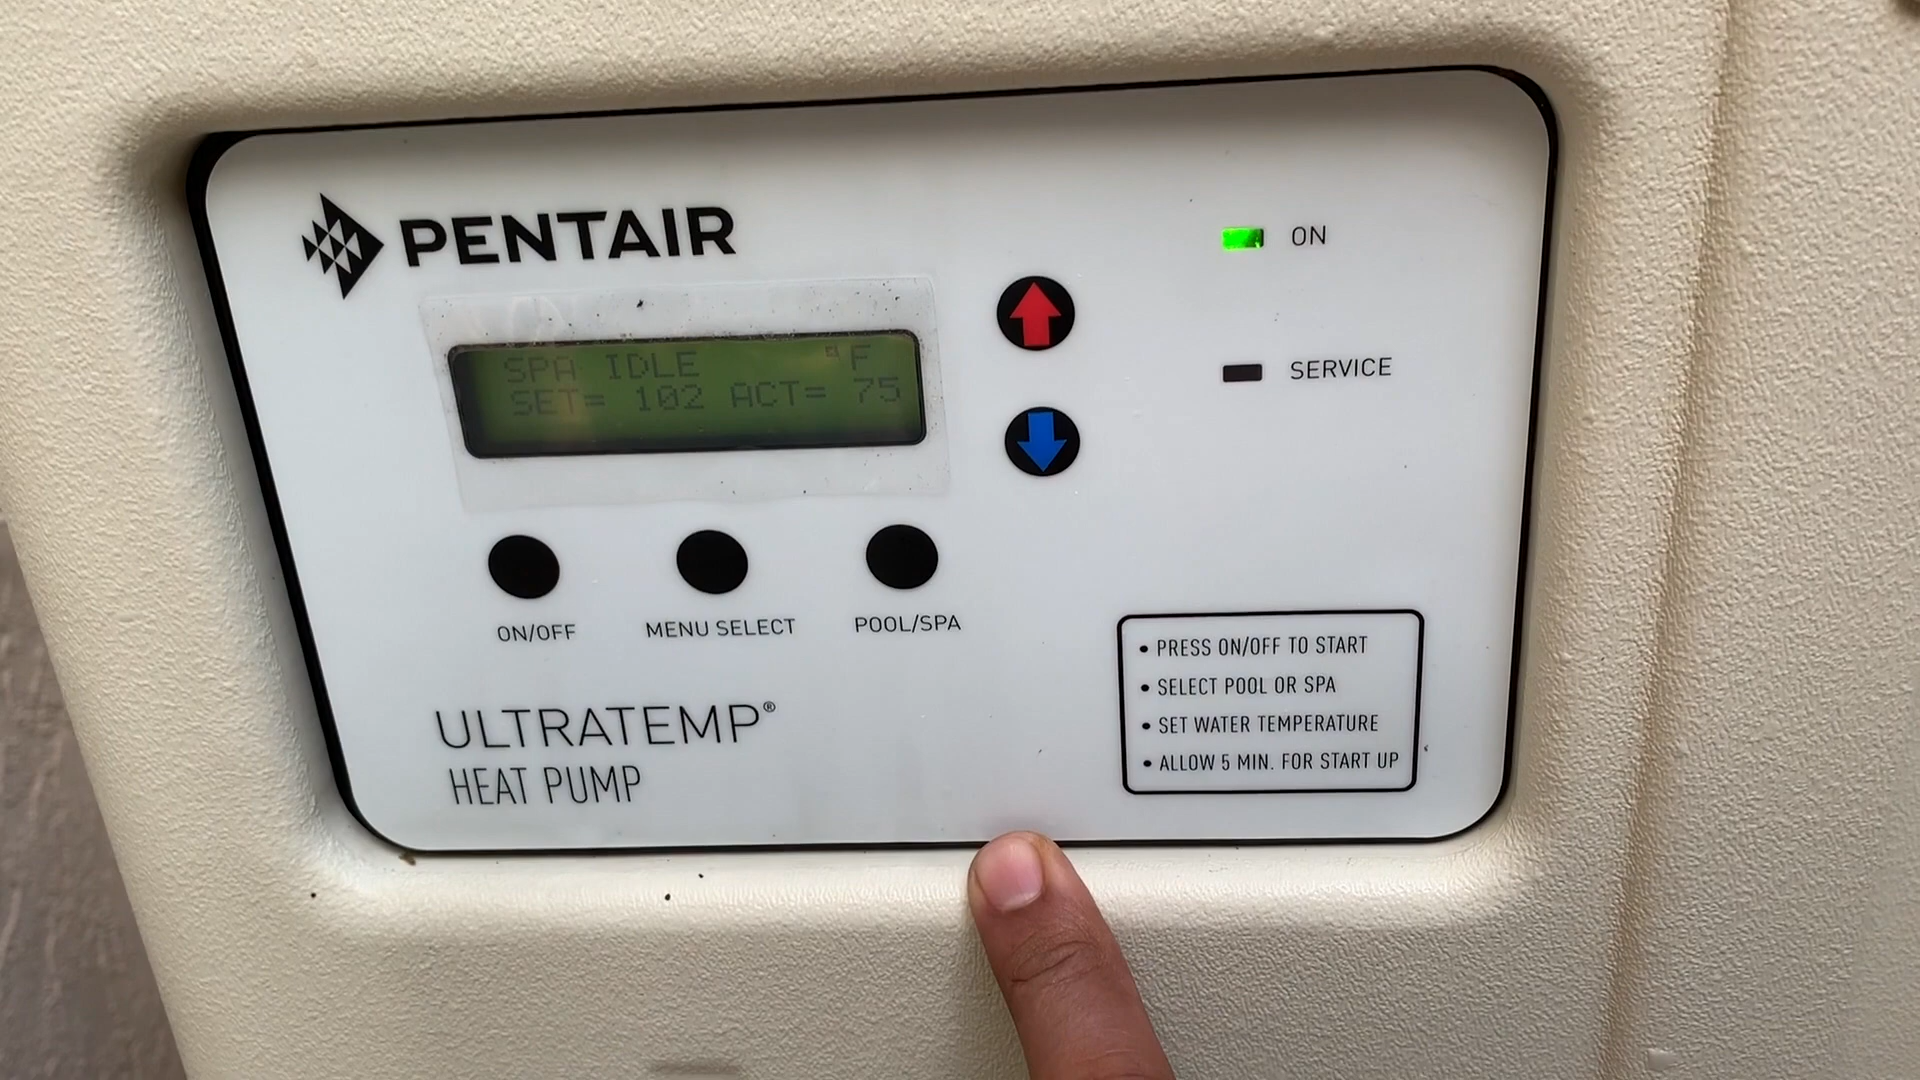 PENTAIR
SPA IDLE °F
SET= 102 ACT= 75
ON
SERVICE
ON/OFF
MENU SELECT
POOL/SPA
ULTRATEMP®
HEAT PUMP
• PRESS ON/OFF TO START
• SELECT POOL OR SPA
• SET WATER TEMPERATURE
• ALLOW 5 MIN. FOR START UP